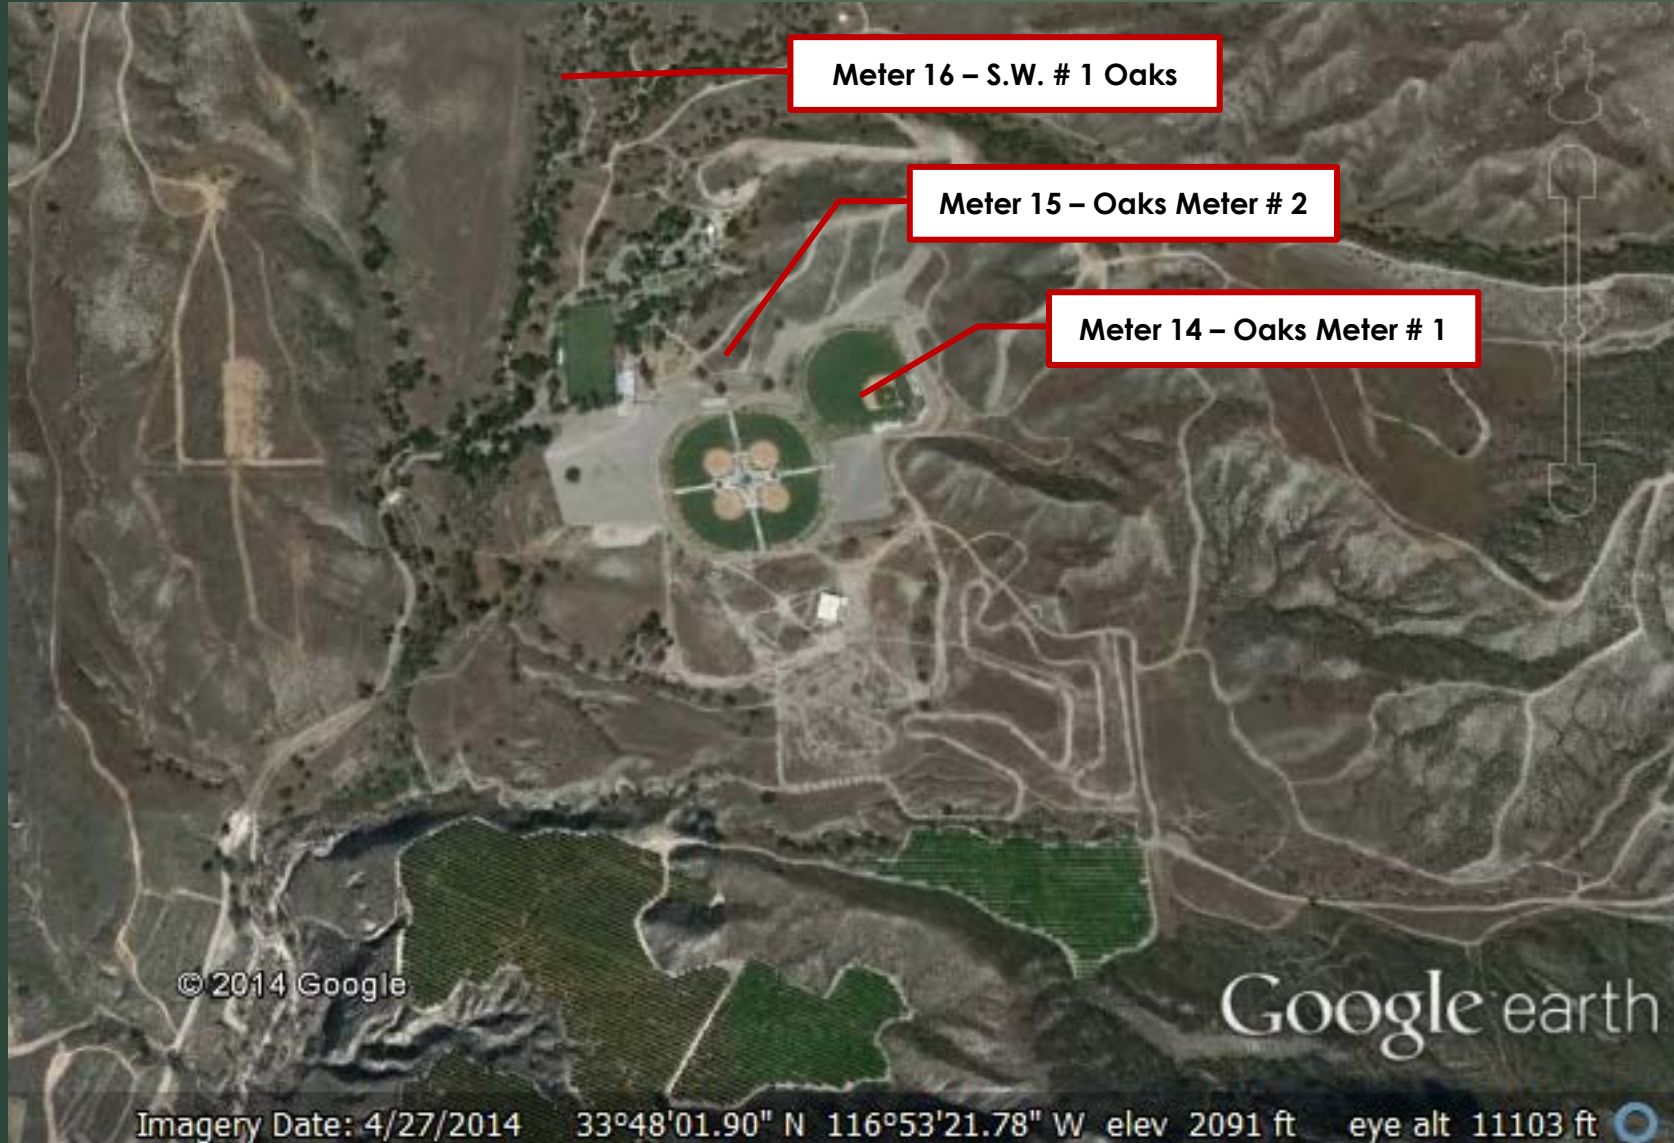 Meter 16 – S.W. # 1 Oaks
Meter 15 – Oaks Meter # 2
Meter 14 – Oaks Meter # 1
© 2014 Google
Google earth
Imagery Date: 4/27/2014 33°48'01.90" N 116°53'21.78" W elev 2091 ft eye alt 11103 ft